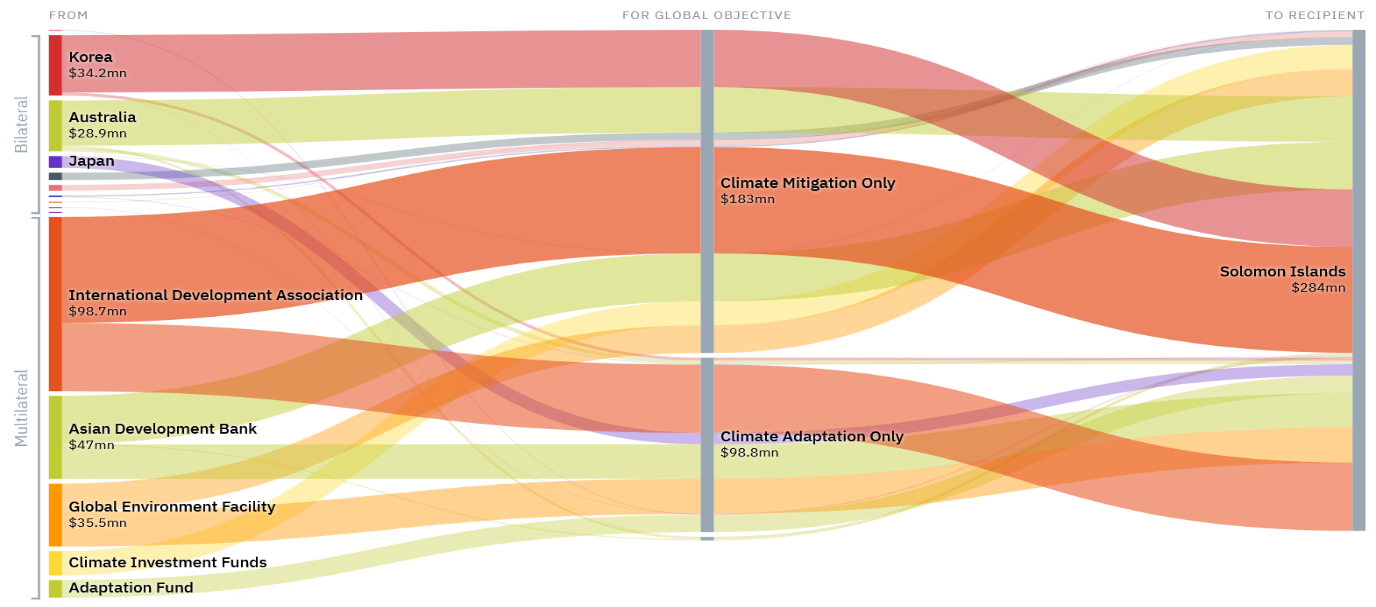 FROM
FOR GLOBAL OBJECTIVE
TO RECIPIENT
Bilateral
Korea
$34.2mn
Australia
$28.9mn
Japan
Multilateral
International Development Association
$98.7mn
Asian Development Bank
$47mn
Global Environment Facility
$35.5mn
Climate Investment Funds
Adaptation Fund
Climate Mitigation Only
$183mn
Climate Adaptation Only
$98.8mn
Solomon Islands
$284mn